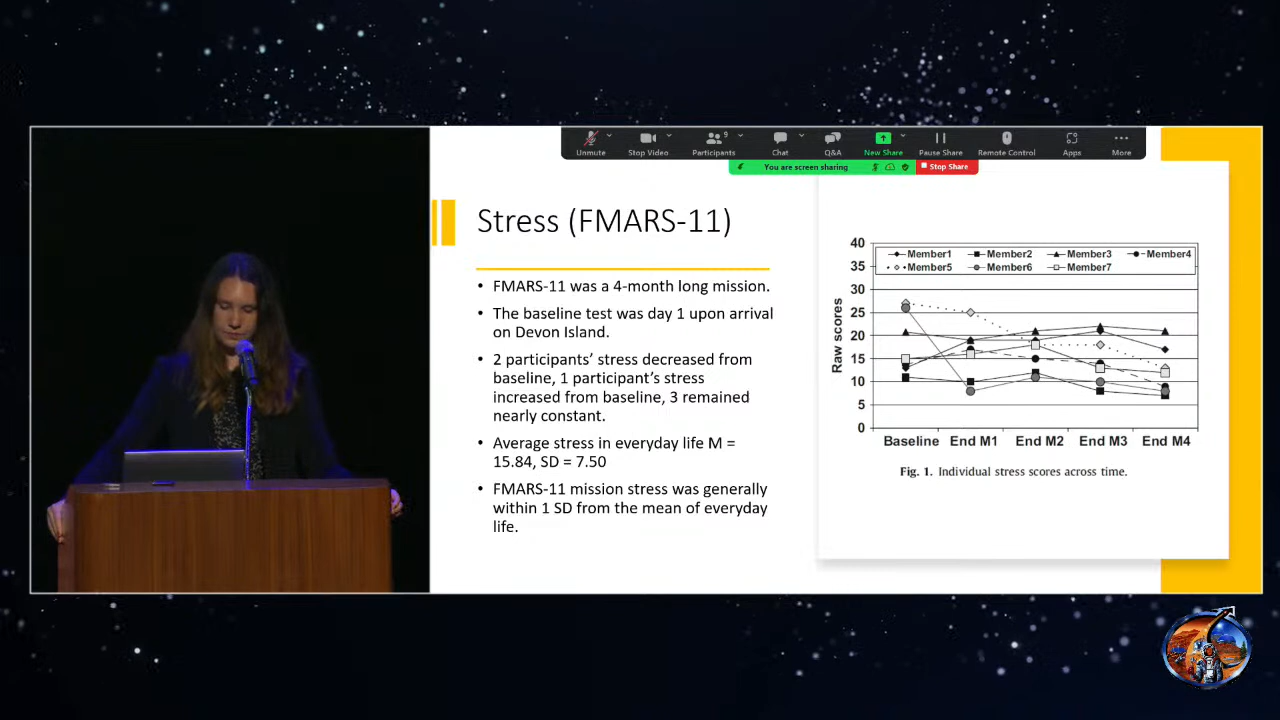 9
Unmute Stop Video Participants Chat Q&A New Share Pause Share Remote Control Apps More
You are screen sharing Stop Share
Stress (FMARS-11)
• FMARS-11 was a 4-month long mission.
• The baseline test was day 1 upon arrival
on Devon Island.
• 2 participants’ stress decreased from
baseline, 1 participant’s stress
increased from baseline, 3 remained
nearly constant.
• Average stress in everyday life M =
15.84, SD = 7.50
• FMARS-11 mission stress was generally
within 1 SD from the mean of everyday
life.
Raw scores
40
35
30
25
20
15
10
5
0
Member1 Member2 Member3 Member4
Member5 Member6 Member7
Baseline End M1 End M2 End M3 End M4
Fig. 1. Individual stress scores across time.